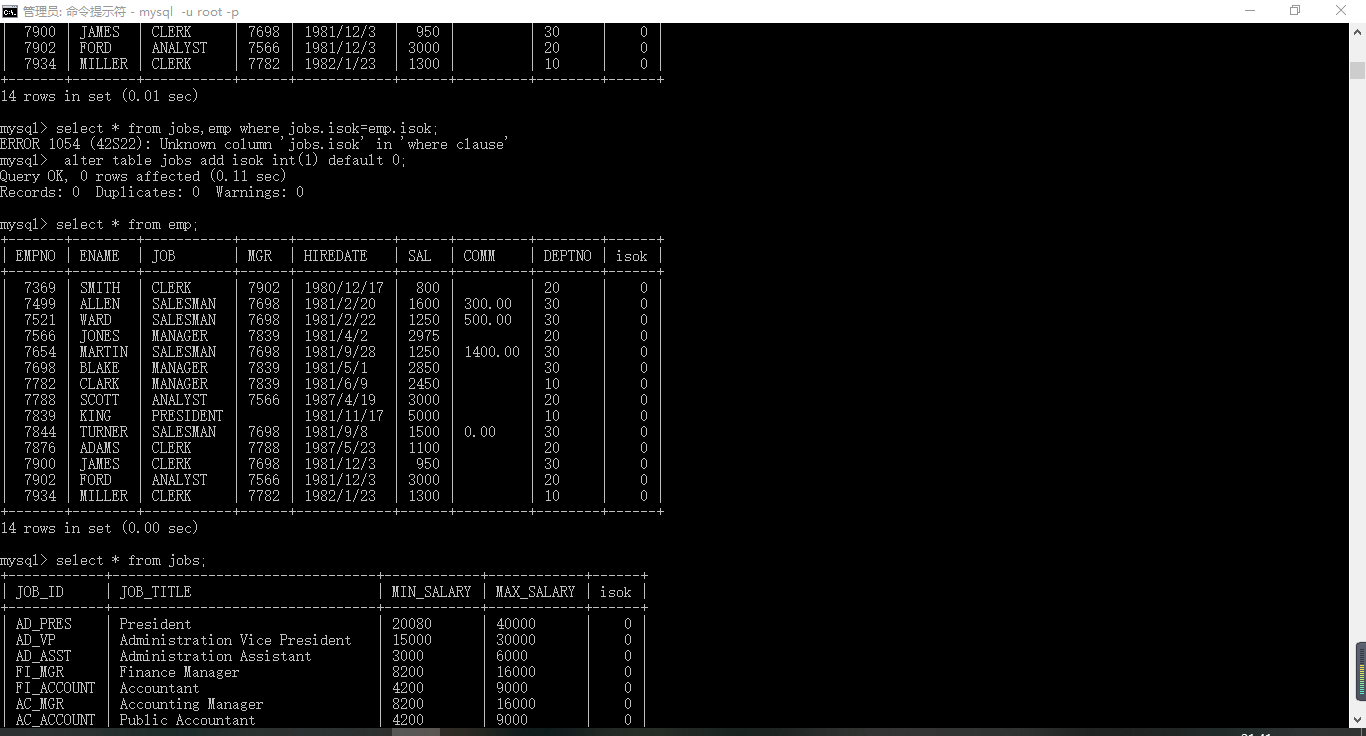 管理员: 命令提示符 - mysql  -u root -p
|  7900 | JAMES  | CLERK     | 7698 | 1981/12/3  |  950 |         | 30     |    0 |
|  7902 | FORD   | ANALYST   | 7566 | 1981/12/3  | 3000 |         | 20     |    0 |
|  7934 | MILLER | CLERK     | 7782 | 1982/1/23  | 1300 |         | 10     |    0 |
+-------+--------+-----------+------+------------+------+---------+--------+------+
14 rows in set (0.01 sec)
mysql> select * from jobs,emp where jobs.isok=emp.isok;
ERROR 1054 (42S22): Unknown column 'jobs.isok' in 'where clause'
mysql>  alter table jobs add isok int(1) default 0;
Query OK, 0 rows affected (0.11 sec)
Records: 0  Duplicates: 0  Warnings: 0
mysql> select * from emp;
+-------+--------+-----------+------+------------+------+---------+--------+------+
| EMPNO | ENAME  | JOB       | MGR  | HIREDATE   | SAL  | COMM    | DEPTNO | isok |
+-------+--------+-----------+------+------------+------+---------+--------+------+
|  7369 | SMITH  | CLERK     | 7902 | 1980/12/17 |  800 |         | 20     |    0 |
|  7499 | ALLEN  | SALESMAN  | 7698 | 1981/2/20  | 1600 | 300.00  | 30     |    0 |
|  7521 | WARD   | SALESMAN  | 7698 | 1981/2/22  | 1250 | 500.00  | 30     |    0 |
|  7566 | JONES  | MANAGER   | 7839 | 1981/4/2   | 2975 |         | 20     |    0 |
|  7654 | MARTIN | SALESMAN  | 7698 | 1981/9/28  | 1250 | 1400.00 | 30     |    0 |
|  7698 | BLAKE  | MANAGER   | 7839 | 1981/5/1   | 2850 |         | 30     |    0 |
|  7782 | CLARK  | MANAGER   | 7839 | 1981/6/9   | 2450 |         | 10     |    0 |
|  7788 | SCOTT  | ANALYST   | 7566 | 1987/4/19  | 3000 |         | 20     |    0 |
|  7839 | KING   | PRESIDENT |      | 1981/11/17 | 5000 |         | 10     |    0 |
|  7844 | TURNER | SALESMAN  | 7698 | 1981/9/8   | 1500 | 0.00    | 30     |    0 |
|  7876 | ADAMS  | CLERK     | 7788 | 1987/5/23  | 1100 |         | 20     |    0 |
|  7900 | JAMES  | CLERK     | 7698 | 1981/12/3  |  950 |         | 30     |    0 |
|  7902 | FORD   | ANALYST   | 7566 | 1981/12/3  | 3000 |         | 20     |    0 |
|  7934 | MILLER | CLERK     | 7782 | 1982/1/23  | 1300 |         | 10     |    0 |
+-------+--------+-----------+------+------------+------+---------+--------+------+
14 rows in set (0.00 sec)
mysql> select * from jobs;
+------------+---------------------------------+------------+------------+------+
| JOB_ID     | JOB_TITLE                       | MIN_SALARY | MAX_SALARY | isok |
+------------+---------------------------------+------------+------------+------+
| AD_PRES    | President                       | 20080      | 40000      |    0 |
| AD_VP      | Administration Vice President   | 15000      | 30000      |    0 |
| AD_ASST    | Administration Assistant        | 3000       | 6000       |    0 |
| FI_MGR     | Finance Manager                 | 8200       | 16000      |    0 |
| FI_ACCOUNT | Accountant                      | 4200       | 9000       |    0 |
| AC_MGR     | Accounting Manager              | 8200       | 16000      |    0 |
| AC_ACCOUNT | Public Accountant               | 4200       | 9000       |    0 |